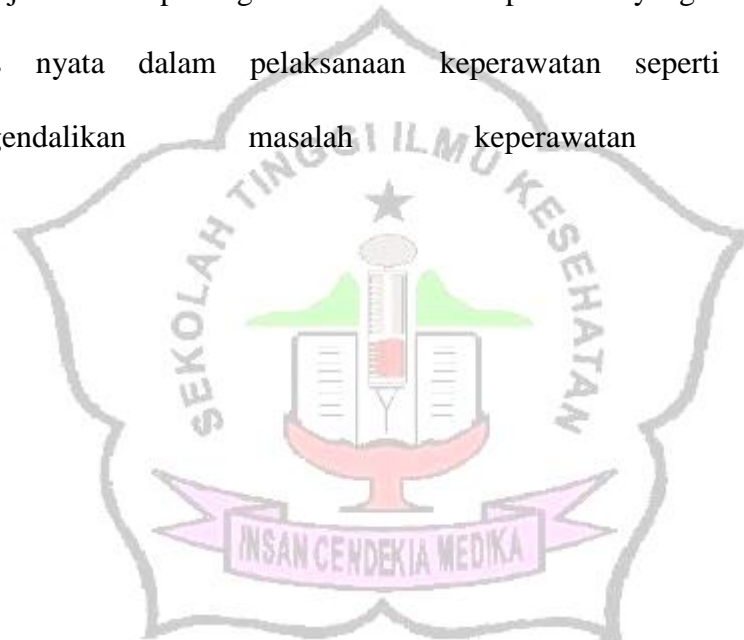 nyata dalam pelaksanaan keperawatan seperti
gendalikan masalah keperawatan
SEKOLAH TINGGI ILMU KESEHATAN
INSAN CENDEKIA MEDIKA